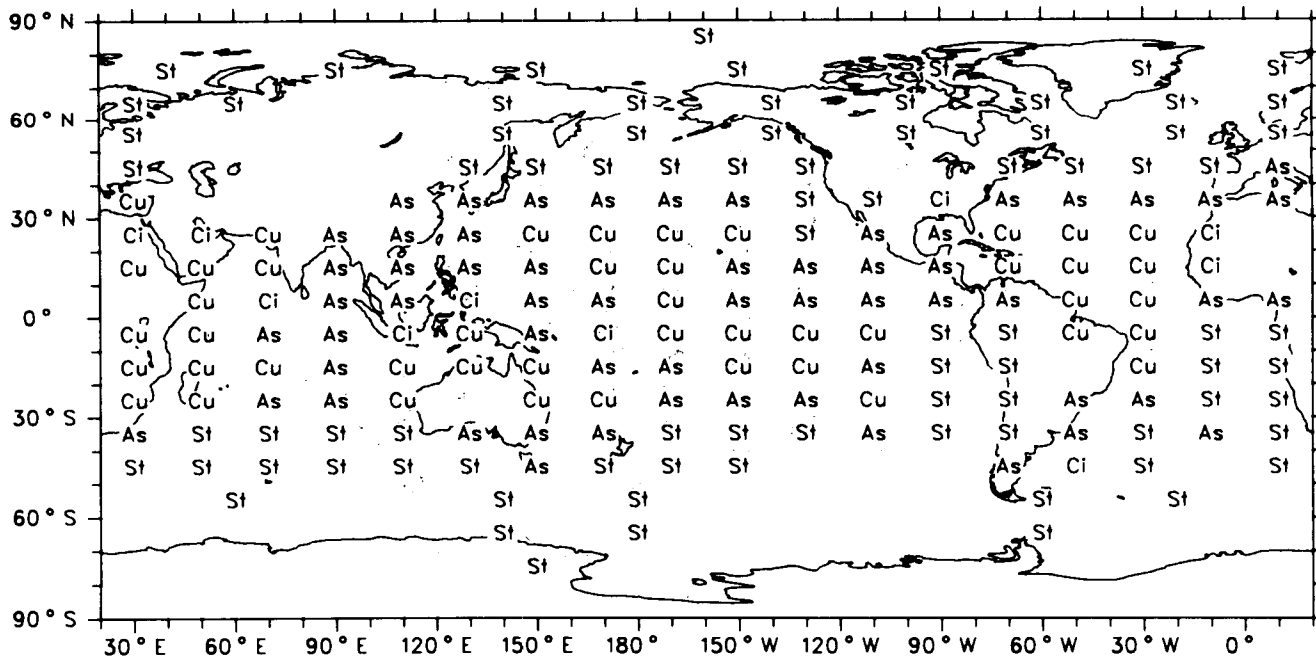 90° N
St
St St St St St St St
St St St St St St St St St
60° N
St St St St St St St St
St St St St St St St St St St St As
Cu As As As As As As St St Ci As As As As As
30° N
Ci Ci Cu As As As Cu Cu Cu Cu St As As Cu Cu Cu Ci
Cu Cu Cu As As As As Cu Cu As As As As Cu Cu Cu Ci
Cu Ci As As Ci As As Cu As As As As As Cu Cu As As
0°
Cu Cu As As Ci Cu As Ci Cu Cu Cu Cu St St Cu Cu St St
Cu Cu Cu As Cu Cu Cu As As Cu Cu As St St Cu St St
Cu Cu As As Cu Cu Cu As As As Cu St St As As St St
30° S
As St St St St As As As St St St As St St As St As
St St St St St St As St St St As Ci St St
St St St St St
60° S
St St St
St
90° S
30° E 60° E 90° E 120° E 150° E 180° 150° W 120° W 90° W 60° W 30° W 0°